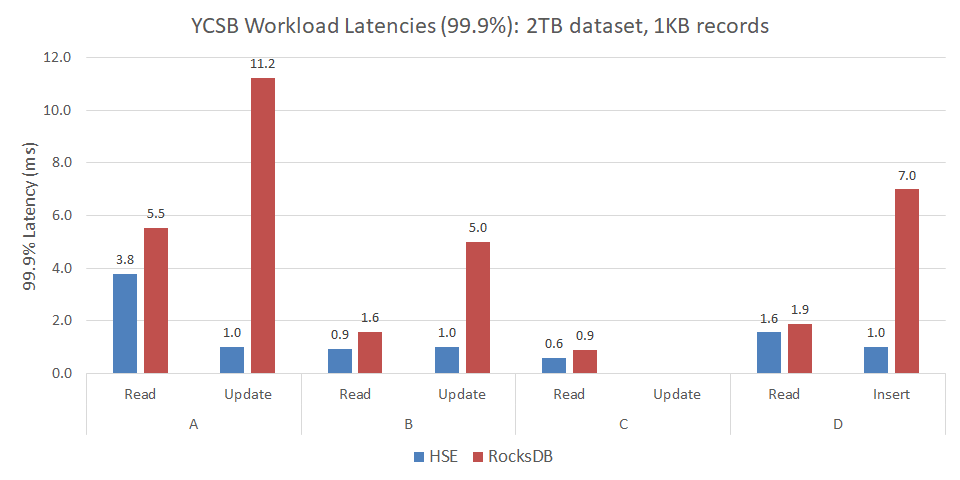 YCSB Workload Latencies (99.9%): 2TB dataset, 1KB records
99.9% Latency (ms)
12.0
10.0
8.0
6.0
4.0
2.0
0.0
3.8 5.5 1.0 11.2 0.9 1.6 1.0 5.0 0.6 0.9 1.6 1.9 1.0 7.0
Read Update Read Update Read Update Read Insert
A B C D
HSE RocksDB